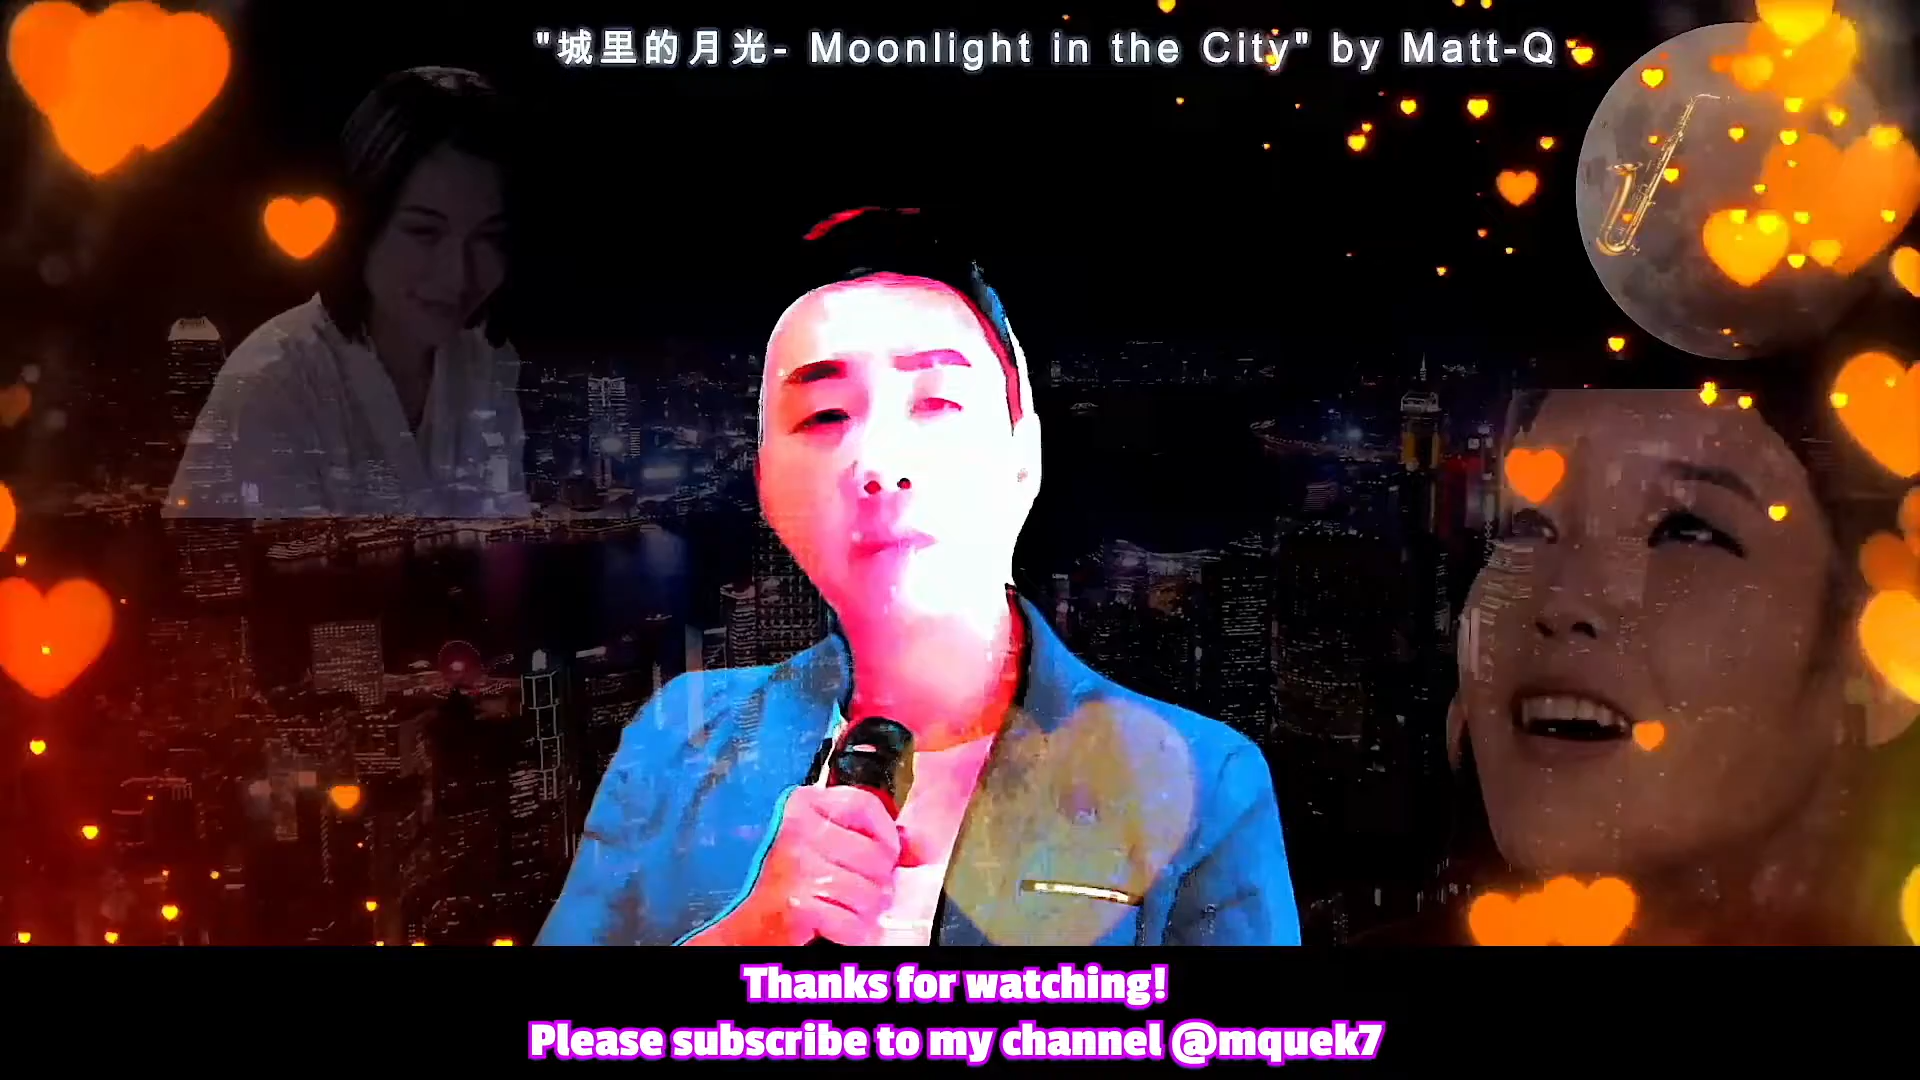 "城里的月光- Moonlight in the City" by Matt-Q
Thanks for watching!
Please subscribe to my channel @mquek7